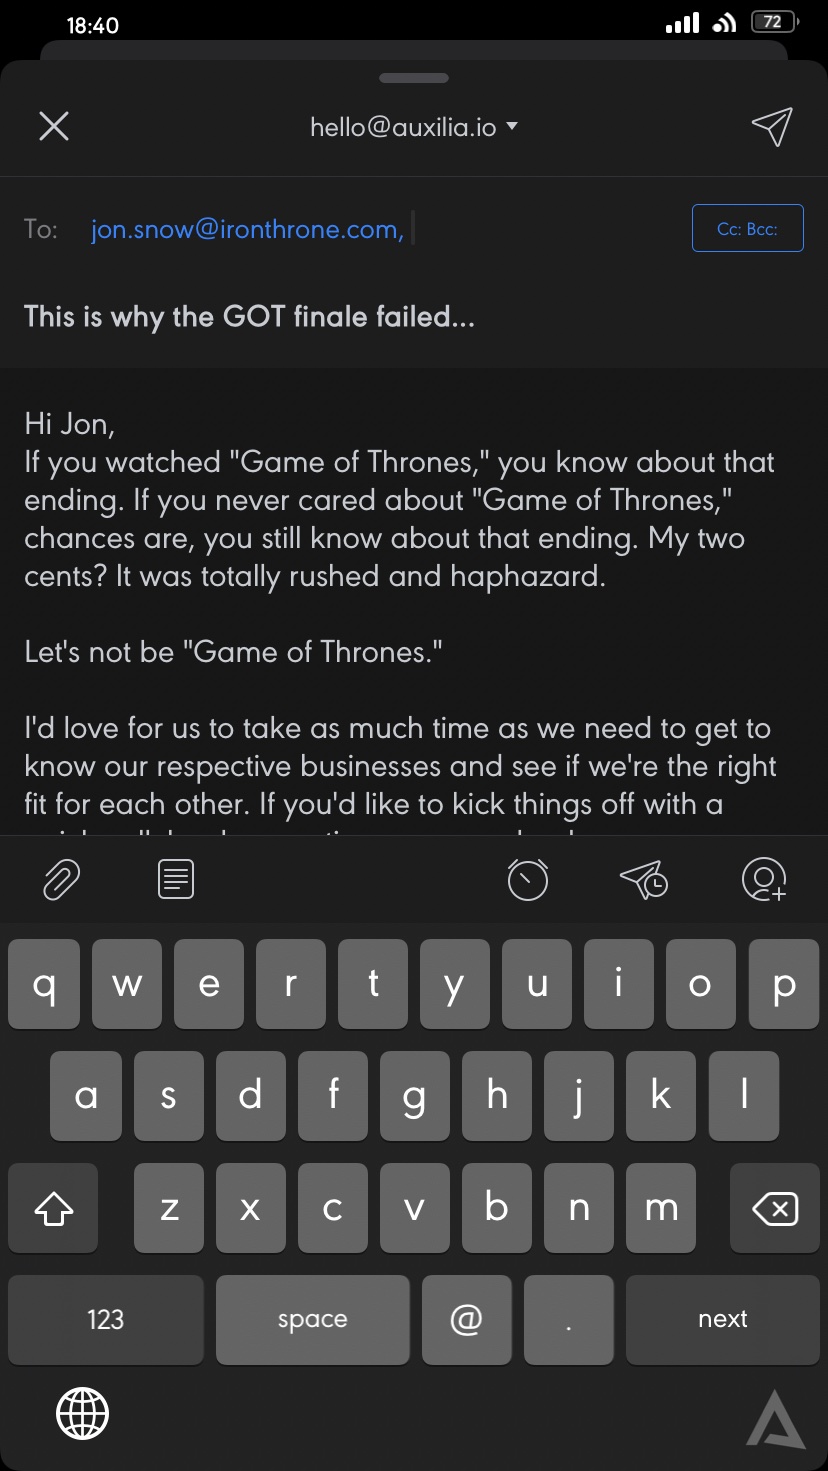 18:40
72
hello@auxilia.io
To: jon.snow@ironthrone.com,
Cc: Bcc:
This is why the GOT finale failed...
Hi Jon,
If you watched "Game of Thrones," you know about that
ending. If you never cared about "Game of Thrones,"
chances are, you still know about that ending. My two
cents? It was totally rushed and haphazard.
Let's not be "Game of Thrones."
I'd love for us to take as much time as we need to get to
know our respective businesses and see if we're the right
fit for each other. If you'd like to kick things off with a
q w e r t y u i o p
a s d f g h j k l
z x c v b n m
123 space @ . next